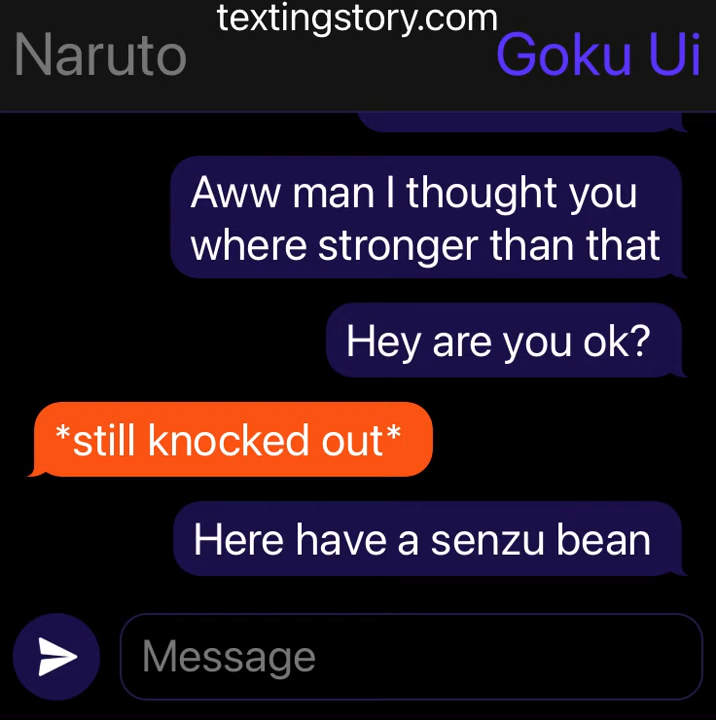 textingstory.com
Naruto
Goku Ui
Aww man I thought you
where stronger than that
Hey are you ok?
*still knocked out*
Here have a senzu bean
Message